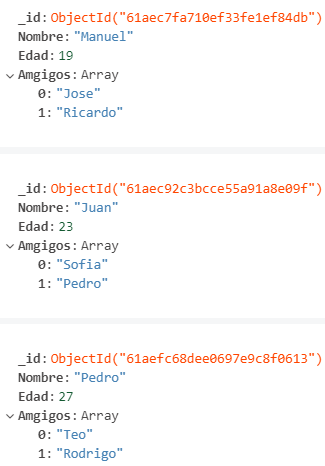 _id: ObjectId("61aec7fa710ef33fe1ef84db")
Nombre: "Manuel"
Edad: 19
Amgigos: Array
0: "Jose"
1: "Ricardo"
_id: ObjectId("61aec92c3bcce55a91a8e09f")
Nombre: "Juan"
Edad: 23
Amgigos: Array
0: "Sofia"
1: "Pedro"
_id: ObjectId("61aefc68dee0697e9c8f0613")
Nombre: "Pedro"
Edad: 27
Amgigos: Array
0: "Teo"
1: "Rodrigo"